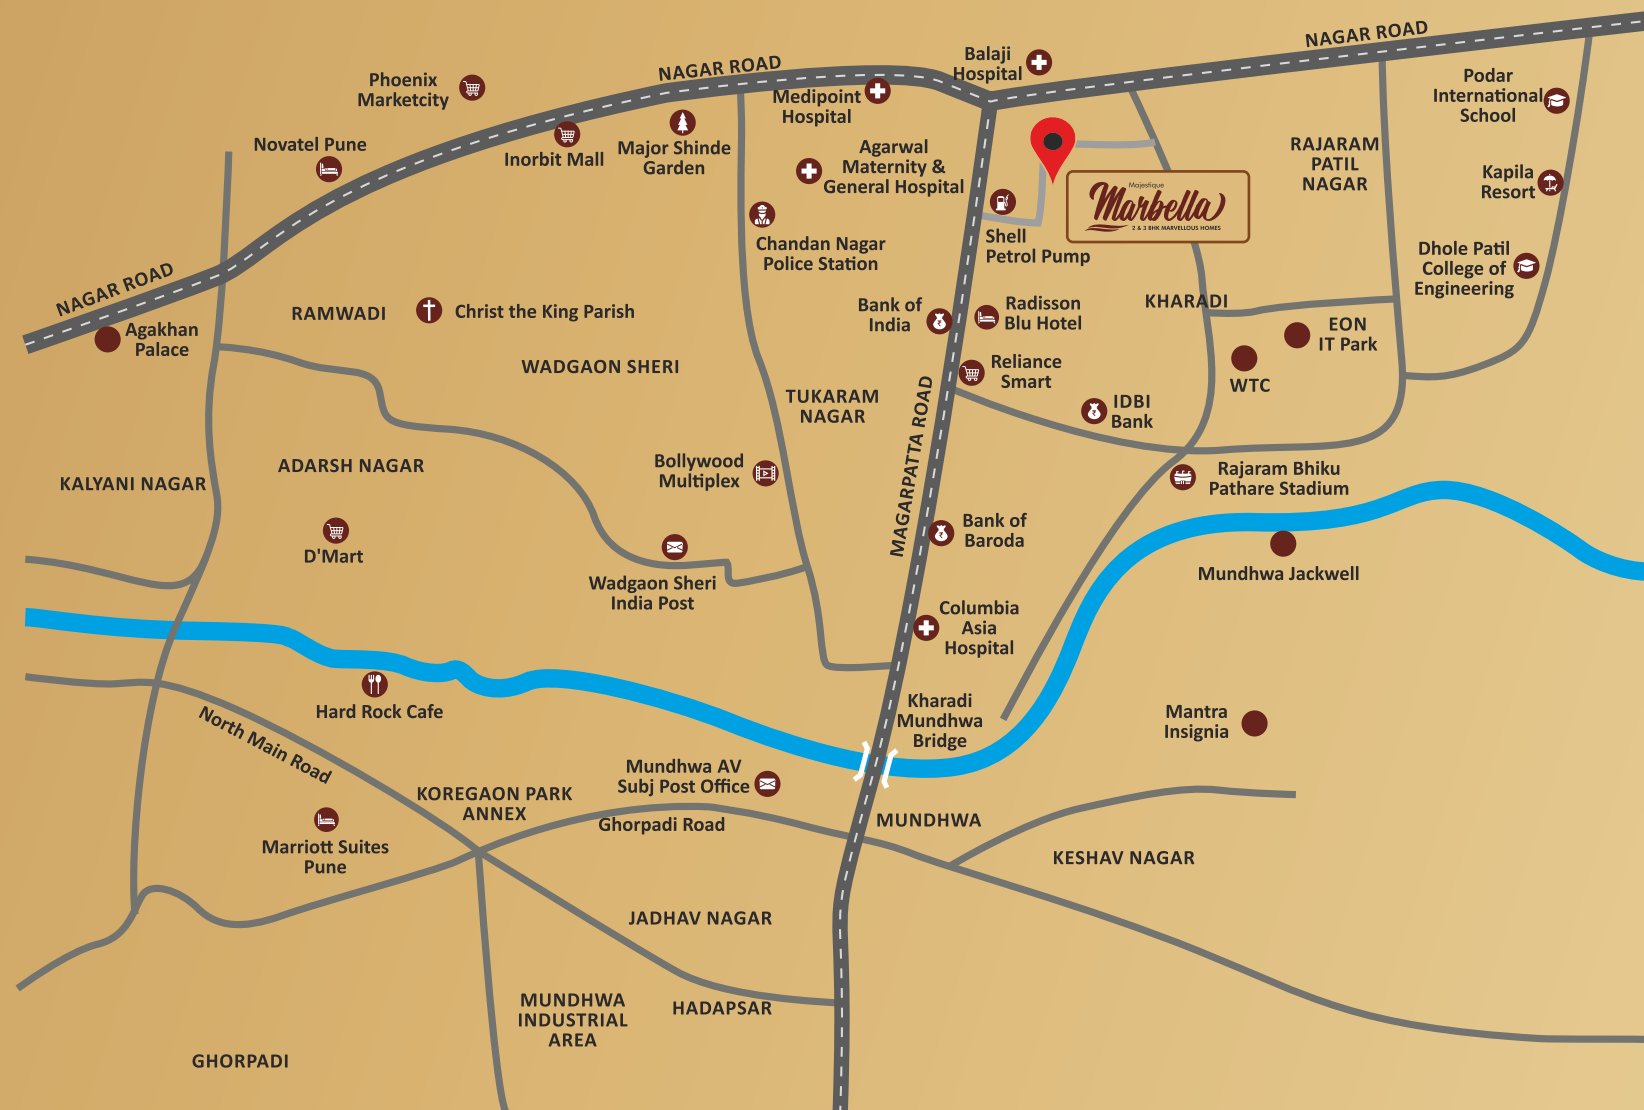 NAGAR ROAD
Balaji
Hospital
NAGAR ROAD
Phoenix
Marketcity
Medipoint
Hospital
Podar
International
School
Novatel Pune
Inorbit Mall
Major Shinde
Garden
Agarwal
Maternity &
General Hospital
RAJARAM
PATIL
NAGAR
Kapila
Resort
Majestique
Marbella
2 & 3 BHK MARVELLOUS HOMES
Shell
Petrol Pump
Chandan Nagar
Police Station
Dhole Patil
College of
Engineering
NAGAR ROAD
Agakhan
Palace
RAMWADI
Christ the King Parish
Bank of
India
Radisson
Blu Hotel
KHARADI
EON
IT Park
WADGAON SHERI
Reliance
Smart
WTC
TUKARAM
NAGAR
MAGARPATTA ROAD
IDBI
Bank
KALYANI NAGAR
ADARSH NAGAR
Bollywood
Multiplex
Rajaram Bhiku
Pathare Stadium
D'Mart
Bank of
Baroda
Wadgaon Sheri
India Post
Mundhwa Jackwell
Columbia
Asia
Hospital
Hard Rock Cafe
North Main Road
Kharadi
Mundhwa
Bridge
Mantra
Insignia
Mundhwa AV
Subj Post Office
KOREGAON PARK
ANNEX
Ghorpadi Road
MUNDHWA
Marriott Suites
Pune
KESHAV NAGAR
JADHAV NAGAR
MUNDHWA
INDUSTRIAL
AREA
HADAPSAR
GHORPADI